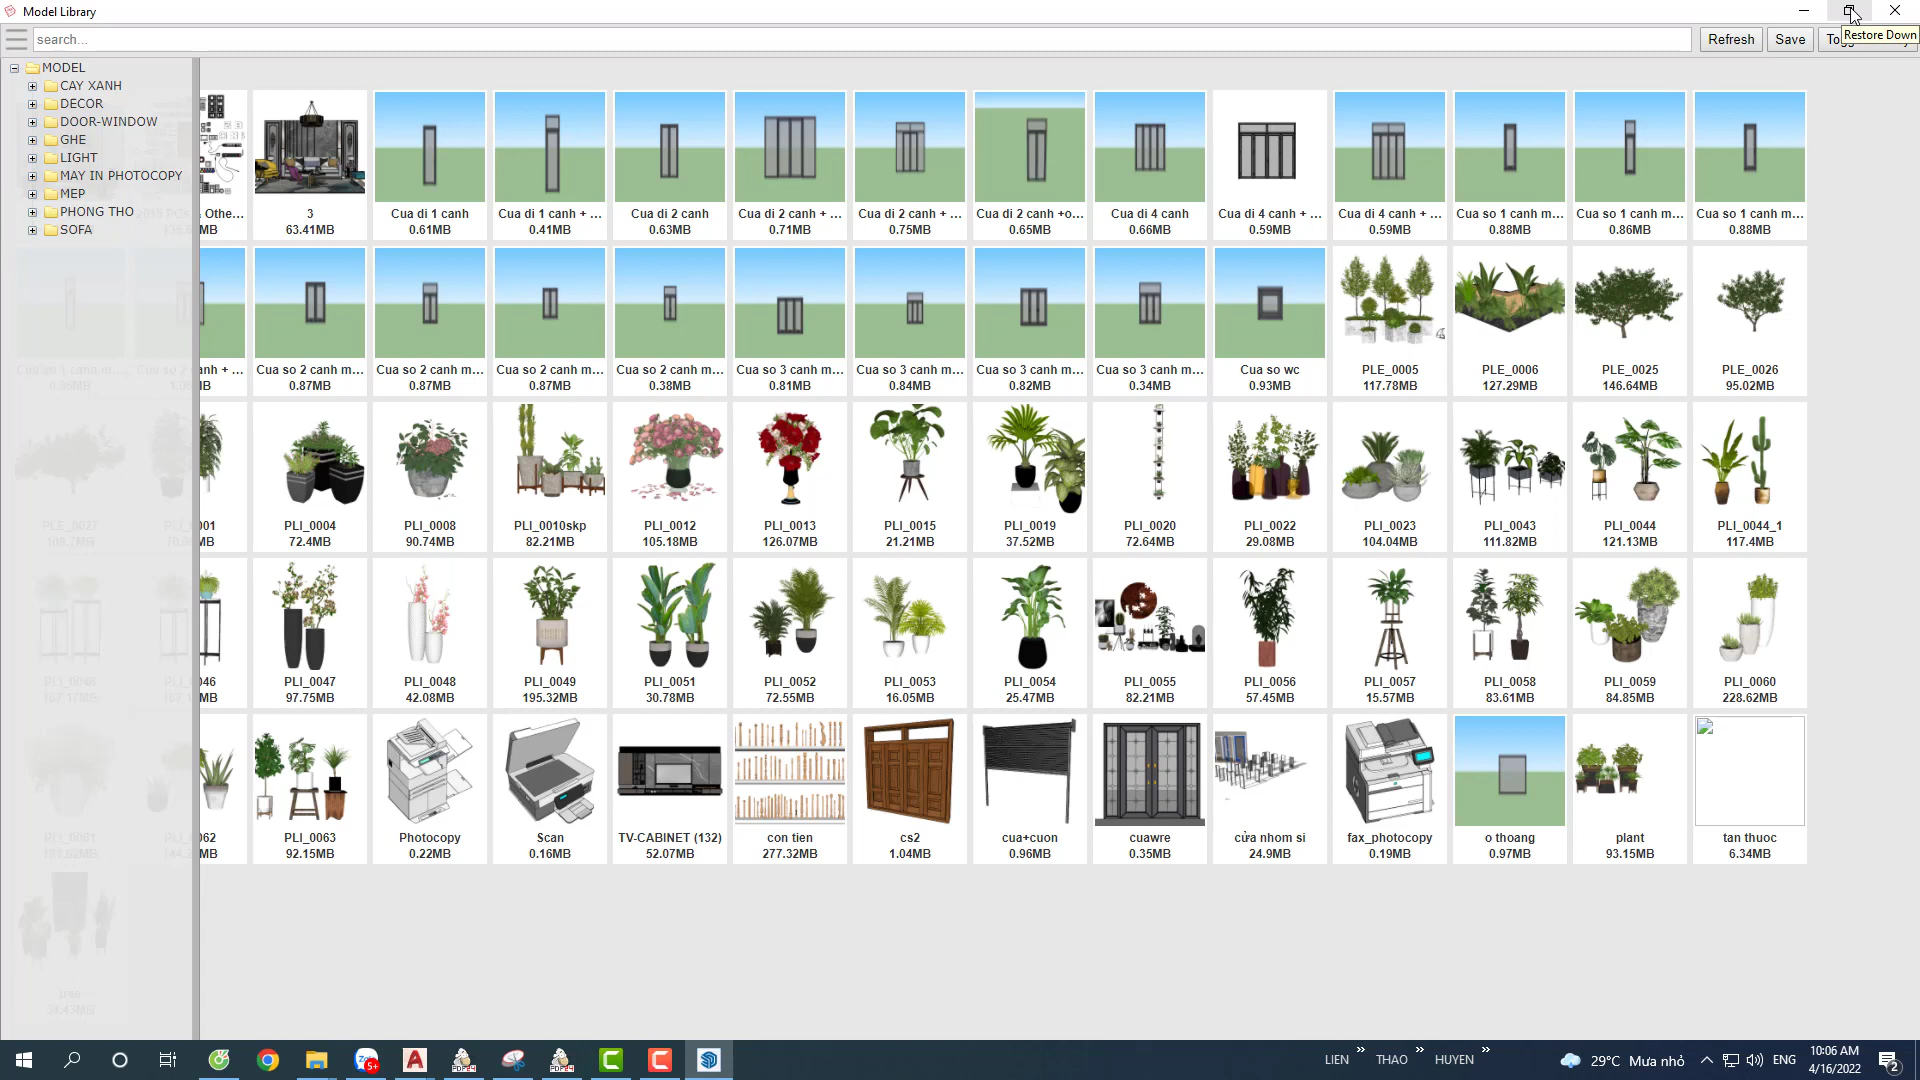 Model Library
search...
Refresh
Save
Restore Down
MODEL
CAY XANH
DECOR
DOOR-WINDOW
GHE
LIGHT
MAY IN PHOTOCOPY
MEP
PHONG THO
SOFA
3
63.41MB
Cua di 1 canh
0.61MB
Cua di 1 canh + ...
0.41MB
Cua di 2 canh
0.63MB
Cua di 2 canh + ...
0.71MB
Cua di 2 canh + ...
0.75MB
Cua di 2 canh +o...
0.65MB
Cua di 4 canh
0.66MB
Cua di 4 canh + ...
0.59MB
Cua di 4 canh + ...
0.59MB
Cua so 1 canh m...
0.88MB
Cua so 1 canh m...
0.86MB
Cua so 1 canh m...
0.88MB
Cua so 2 canh m...
0.87MB
Cua so 2 canh m...
0.87MB
Cua so 2 canh m...
0.87MB
Cua so 2 canh m...
0.38MB
Cua so 3 canh m...
0.81MB
Cua so 3 canh m...
0.84MB
Cua so 3 canh m...
0.82MB
Cua so 3 canh m...
0.34MB
Cua so wc
0.93MB
PLE_0005
117.78MB
PLE_0006
127.29MB
PLE_0025
146.64MB
PLE_0026
95.02MB
PLI_0004
72.4MB
PLI_0008
90.74MB
PLI_0010skp
82.21MB
PLI_0012
105.18MB
PLI_0013
126.07MB
PLI_0015
21.21MB
PLI_0019
37.52MB
PLI_0020
72.64MB
PLI_0022
29.08MB
PLI_0023
104.04MB
PLI_0043
111.82MB
PLI_0044
121.13MB
PLI_0044_1
117.4MB
PLI_0047
97.75MB
PLI_0048
42.08MB
PLI_0049
195.32MB
PLI_0051
30.78MB
PLI_0052
72.55MB
PLI_0053
16.05MB
PLI_0054
25.47MB
PLI_0055
82.21MB
PLI_0056
57.45MB
PLI_0057
15.57MB
PLI_0058
83.61MB
PLI_0059
84.85MB
PLI_0060
228.62MB
PLI_0063
92.15MB
Photocopy
0.22MB
Scan
0.16MB
TV-CABINET (132)
52.07MB
con tien
277.32MB
cs2
1.04MB
cua+cuon
0.96MB
cuawre
0.35MB
cửa nhom si
24.9MB
fax_photocopy
0.19MB
o thoang
0.97MB
plant
93.15MB
tan thuoc
6.34MB
LIEN
THAO
HUYEN
29°C Mưa nhỏ
ENG
10:06 AM
4/16/2022
2